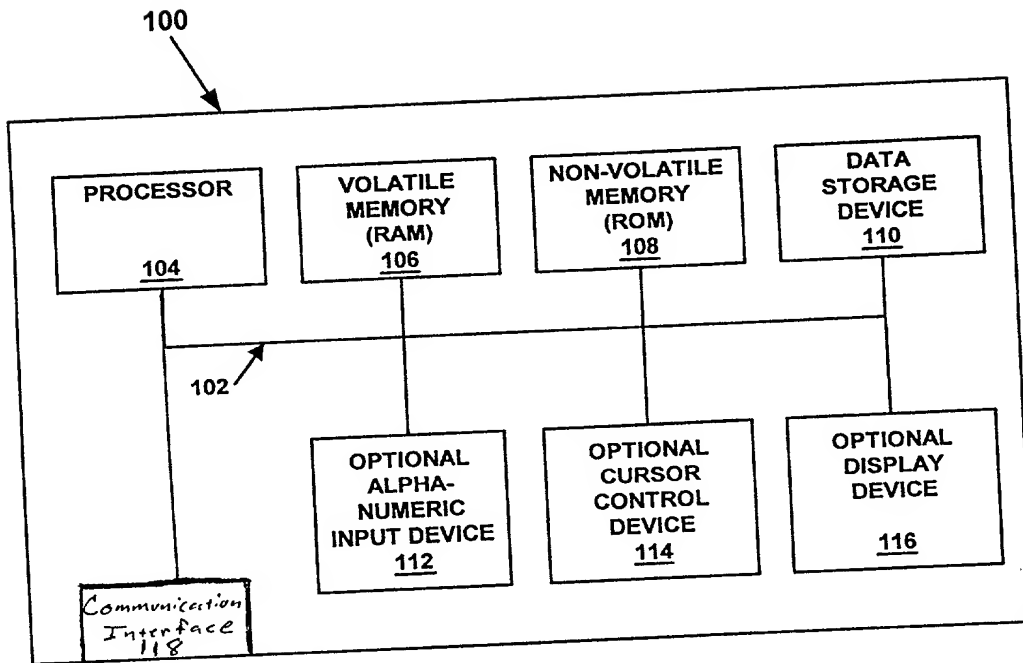 100
PROCESSOR
104
VOLATILE
MEMORY
(RAM)
106
NON-VOLATILE
MEMORY
(ROM)
108
DATA
STORAGE
DEVICE
110
102
OPTIONAL
ALPHA-
NUMERIC
INPUT DEVICE
112
OPTIONAL
CURSOR
CONTROL
DEVICE
114
OPTIONAL
DISPLAY
DEVICE
116
Communication
Interface
118